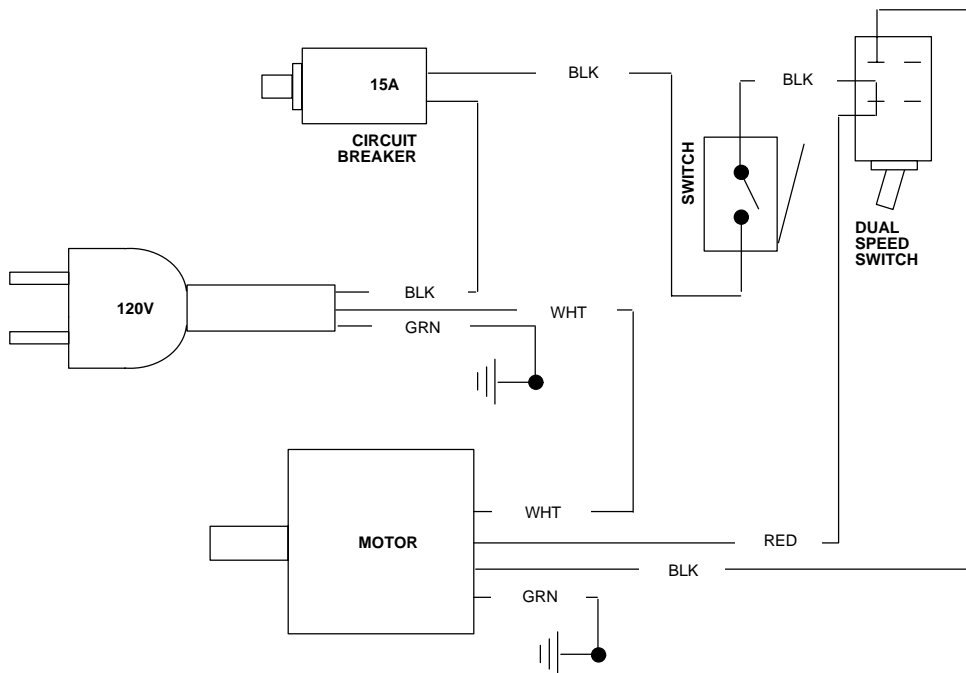 15A
CIRCUIT
BREAKER
BLK
SWITCH
BLK
DUAL
SPEED
SWITCH
120V
BLK
WHT
GRN
MOTOR
WHT
RED
BLK
GRN